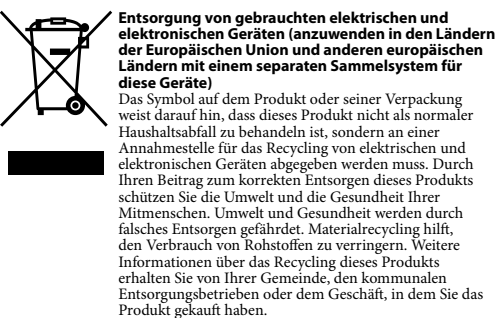 Entsorgung von gebrauchten elektrischen und
elektronischen Geräten (anzuwenden in den Ländern
der Europäischen Union und anderen europäischen
Ländern mit einem separaten Sammelsystem für
diese Geräte)
Das Symbol auf dem Produkt oder seiner Verpackung
weist darauf hin, dass dieses Produkt nicht als normaler
Haushaltsabfall zu behandeln ist, sondern an einer
Annahmestelle für das Recycling von elektrischen und
elektronischen Geräten abgegeben werden muss. Durch
Ihren Beitrag zum korrekten Entsorgen dieses Produkts
schützen Sie die Umwelt und die Gesundheit Ihrer
Mitmenschen. Umwelt und Gesundheit werden durch
falsches Entsorgen gefährdet. Materialrecycling hilft,
den Verbrauch von Rohstoffen zu verringern. Weitere
Informationen über das Recycling dieses Produkts
erhalten Sie von Ihrer Gemeinde, den kommunalen
Entsorgungsbetrieben oder dem Geschäft, in dem Sie das
Produkt gekauft haben.